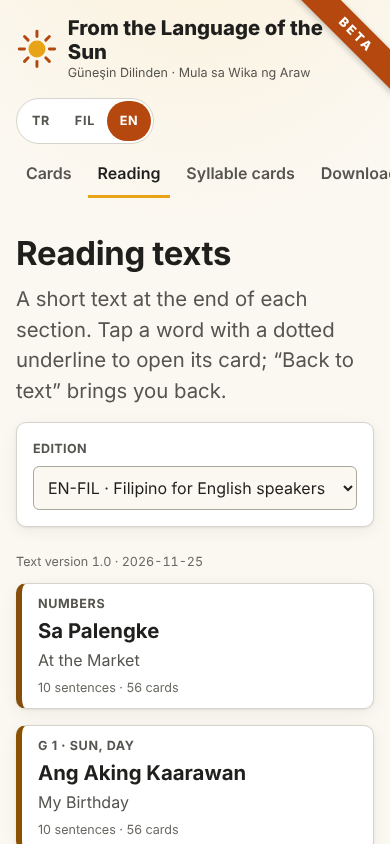 From the Language of the
Sun
Güneşin Dilinden · Mula sa Wika ng Araw
BETA
TR FIL EN
Cards Reading Syllable cards Downloa
Reading texts
A short text at the end of each
section. Tap a word with a dotted
underline to open its card; “Back to
text” brings you back.
EDITION
EN-FIL · Filipino for English speakers
Text version 1.0 · 2026-11-25
NUMBERS
Sa Palengke
At the Market
10 sentences · 56 cards
G 1 · SUN, DAY
Ang Aking Kaarawan
My Birthday
10 sentences · 56 cards